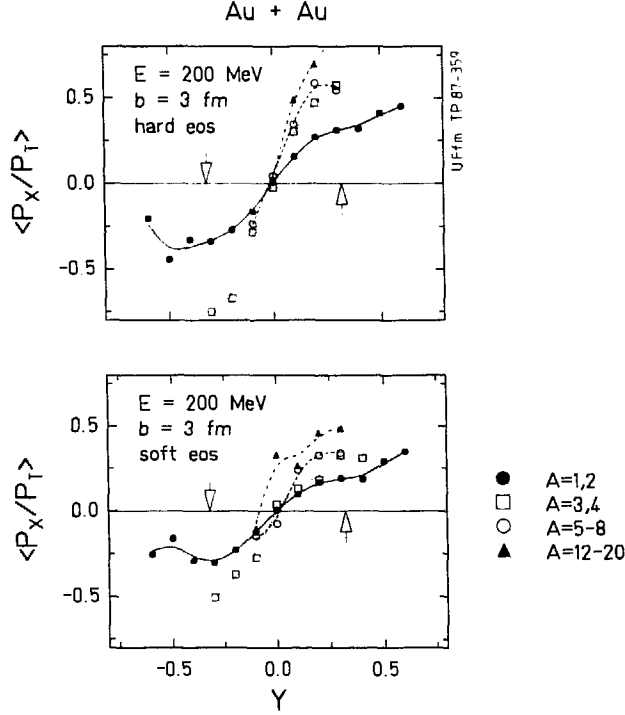 Au + Au
E = 200 MeV
b = 3 fm
hard eos
0.5
0.0
-0.5
<Px/PT>
UFfm TP 87-359
E = 200 MeV
b = 3 fm
soft eos
0.5
0.0
-0.5
<Px/PT>
-0.5 0.0 0.5
Y
A=1,2
A=3,4
A=5-8
A=12-20